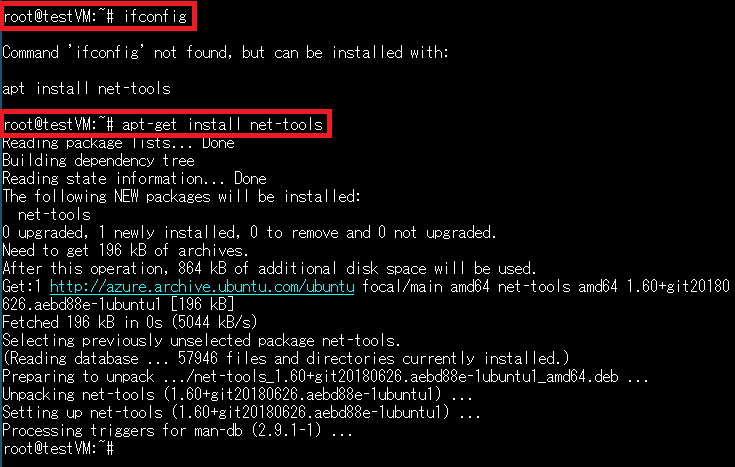 root@testVM:~# ifconfig
Command 'ifconfig' not found, but can be installed with:
apt install net-tools
root@testVM:~# apt-get install net-tools
Reading package lists... Done
Building dependency tree
Reading state information... Done
The following NEW packages will be installed:
  net-tools
0 upgraded, 1 newly installed, 0 to remove and 0 not upgraded.
Need to get 196 kB of archives.
After this operation, 864 kB of additional disk space will be used.
Get:1 http://azure.archive.ubuntu.com/ubuntu focal/main amd64 net-tools amd64 1.60+git20180
626.aebd88e-1ubuntu1 [196 kB]
Fetched 196 kB in 0s (5044 kB/s)
Selecting previously unselected package net-tools.
(Reading database ... 57946 files and directories currently installed.)
Preparing to unpack .../net-tools_1.60+git20180626.aebd88e-1ubuntu1_amd64.deb ...
Unpacking net-tools (1.60+git20180626.aebd88e-1ubuntu1) ...
Setting up net-tools (1.60+git20180626.aebd88e-1ubuntu1) ...
Processing triggers for man-db (2.9.1-1) ...
root@testVM:~#